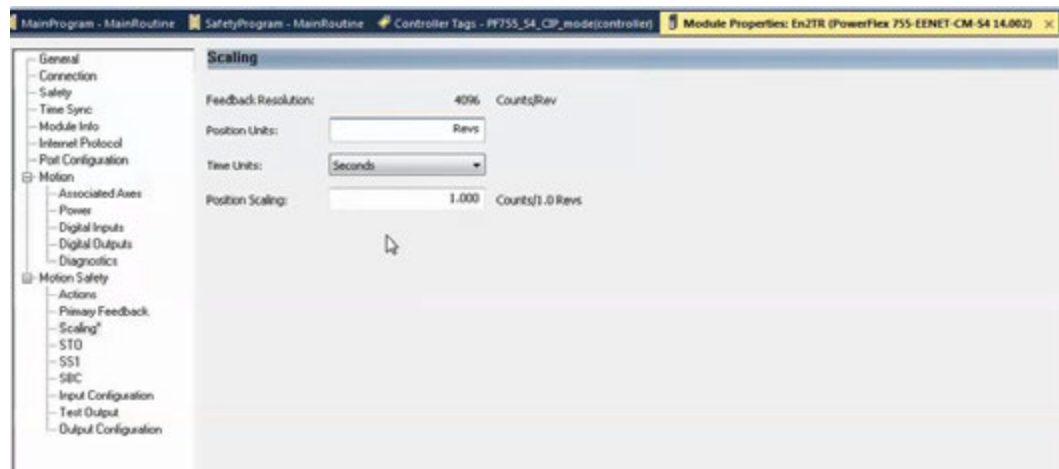 MainProgram - MainRoutine SafetyProgram - MainRoutine Controller Tags - PF755_S4_CIP_mode(controller) Module Properties: En2TR (PowerFlex 755-EENET-CM-S4 14.002) ×
General
Connection
Safety
Time Sync
Module Info
Internet Protocol
Port Configuration
Motion
Associated Axes
Power
Digital Inputs
Digital Outputs
Diagnostics
Motion Safety
Actions
Primary Feedback
Scaling*
STO
SS1
SBC
Input Configuration
Test Output
Output Configuration
Scaling
Feedback Resolution: 4096 Counts/Rev
Position Units: Revs
Time Units: Seconds
Position Scaling: 1.000 Counts/1.0 Revs